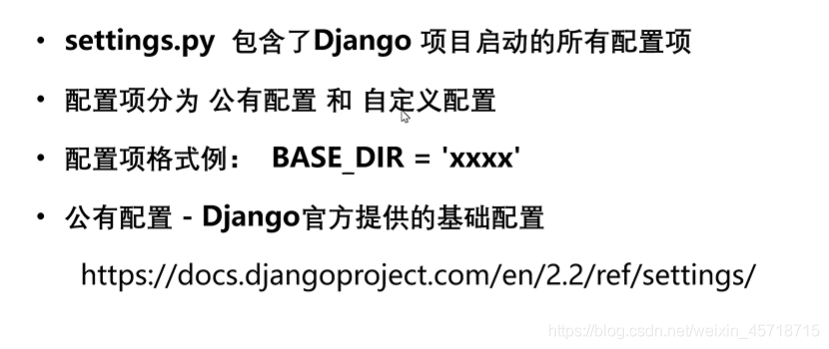 • settings.py 包含了Django 项目启动的所有配置项
• 配置项分为 公有配置 和 自定义配置
• 配置项格式例： BASE_DIR = 'xxxx'
• 公有配置 - Django官方提供的基础配置
https://docs.djangoproject.com/en/2.2/ref/settings/
https://blog.csdn.net/weixin_45718715